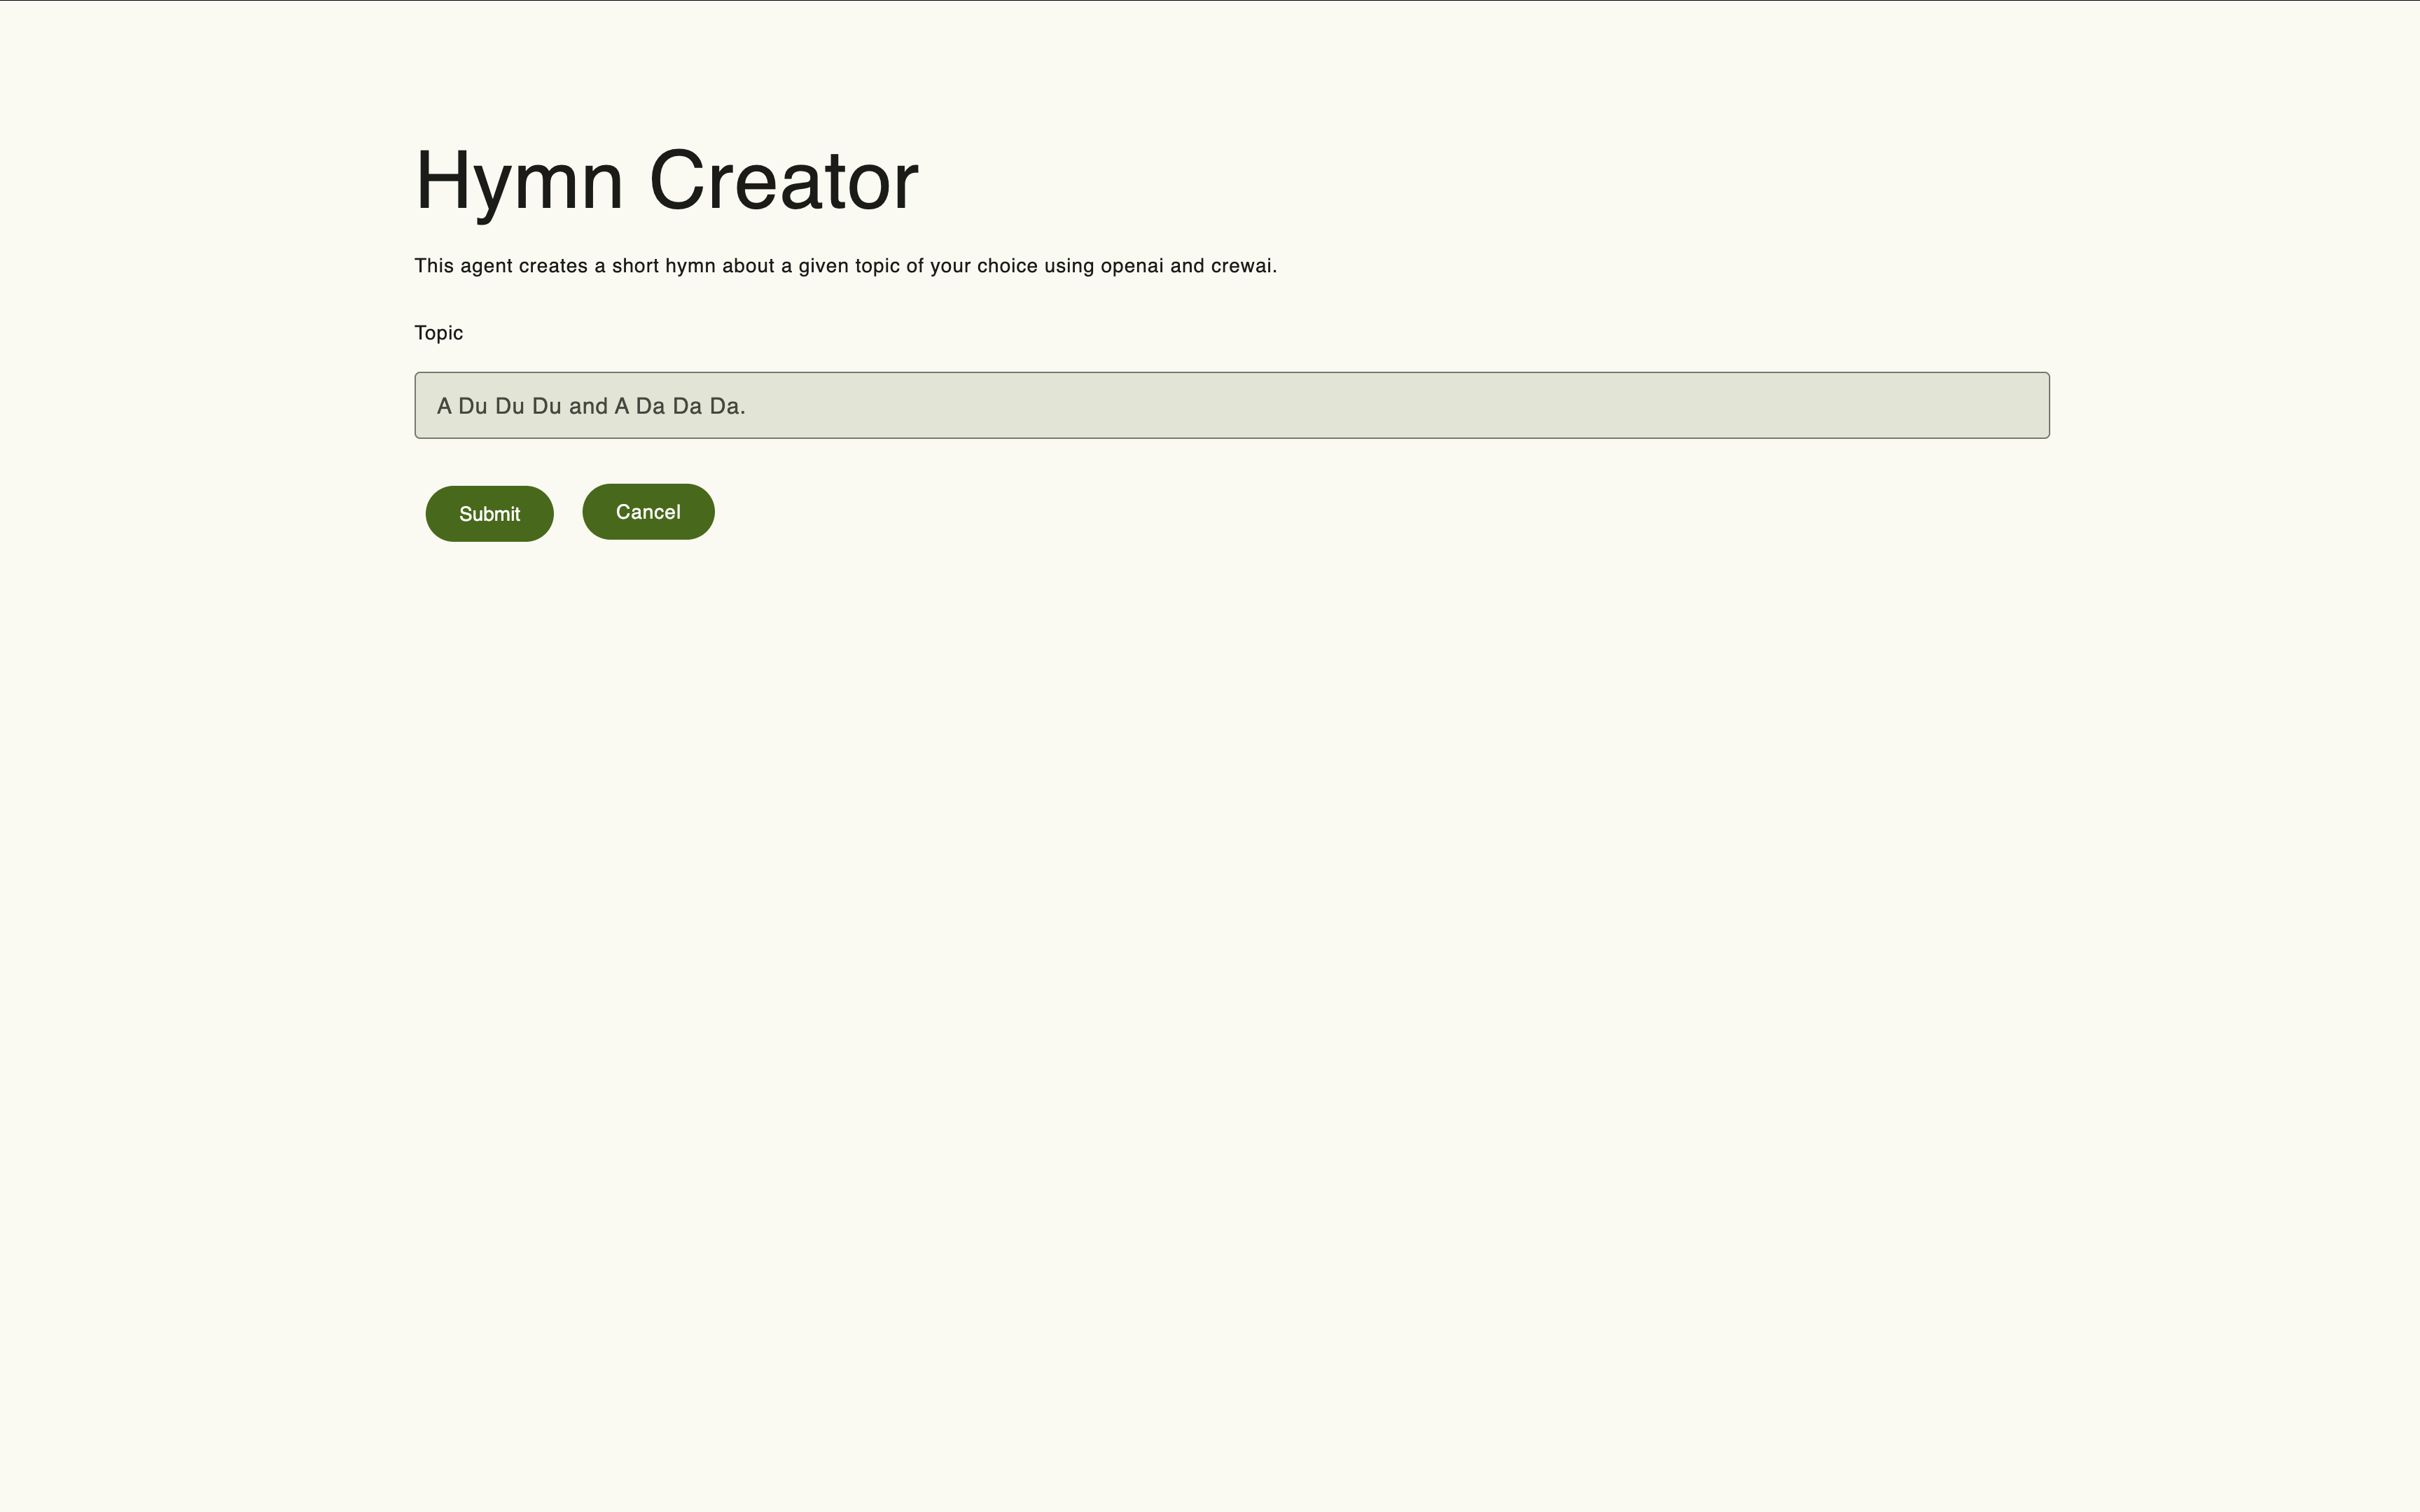 Hymn Creator
This agent creates a short hymn about a given topic of your choice using openai and crewai.
Topic
A Du Du Du and A Da Da Da.
Submit Cancel